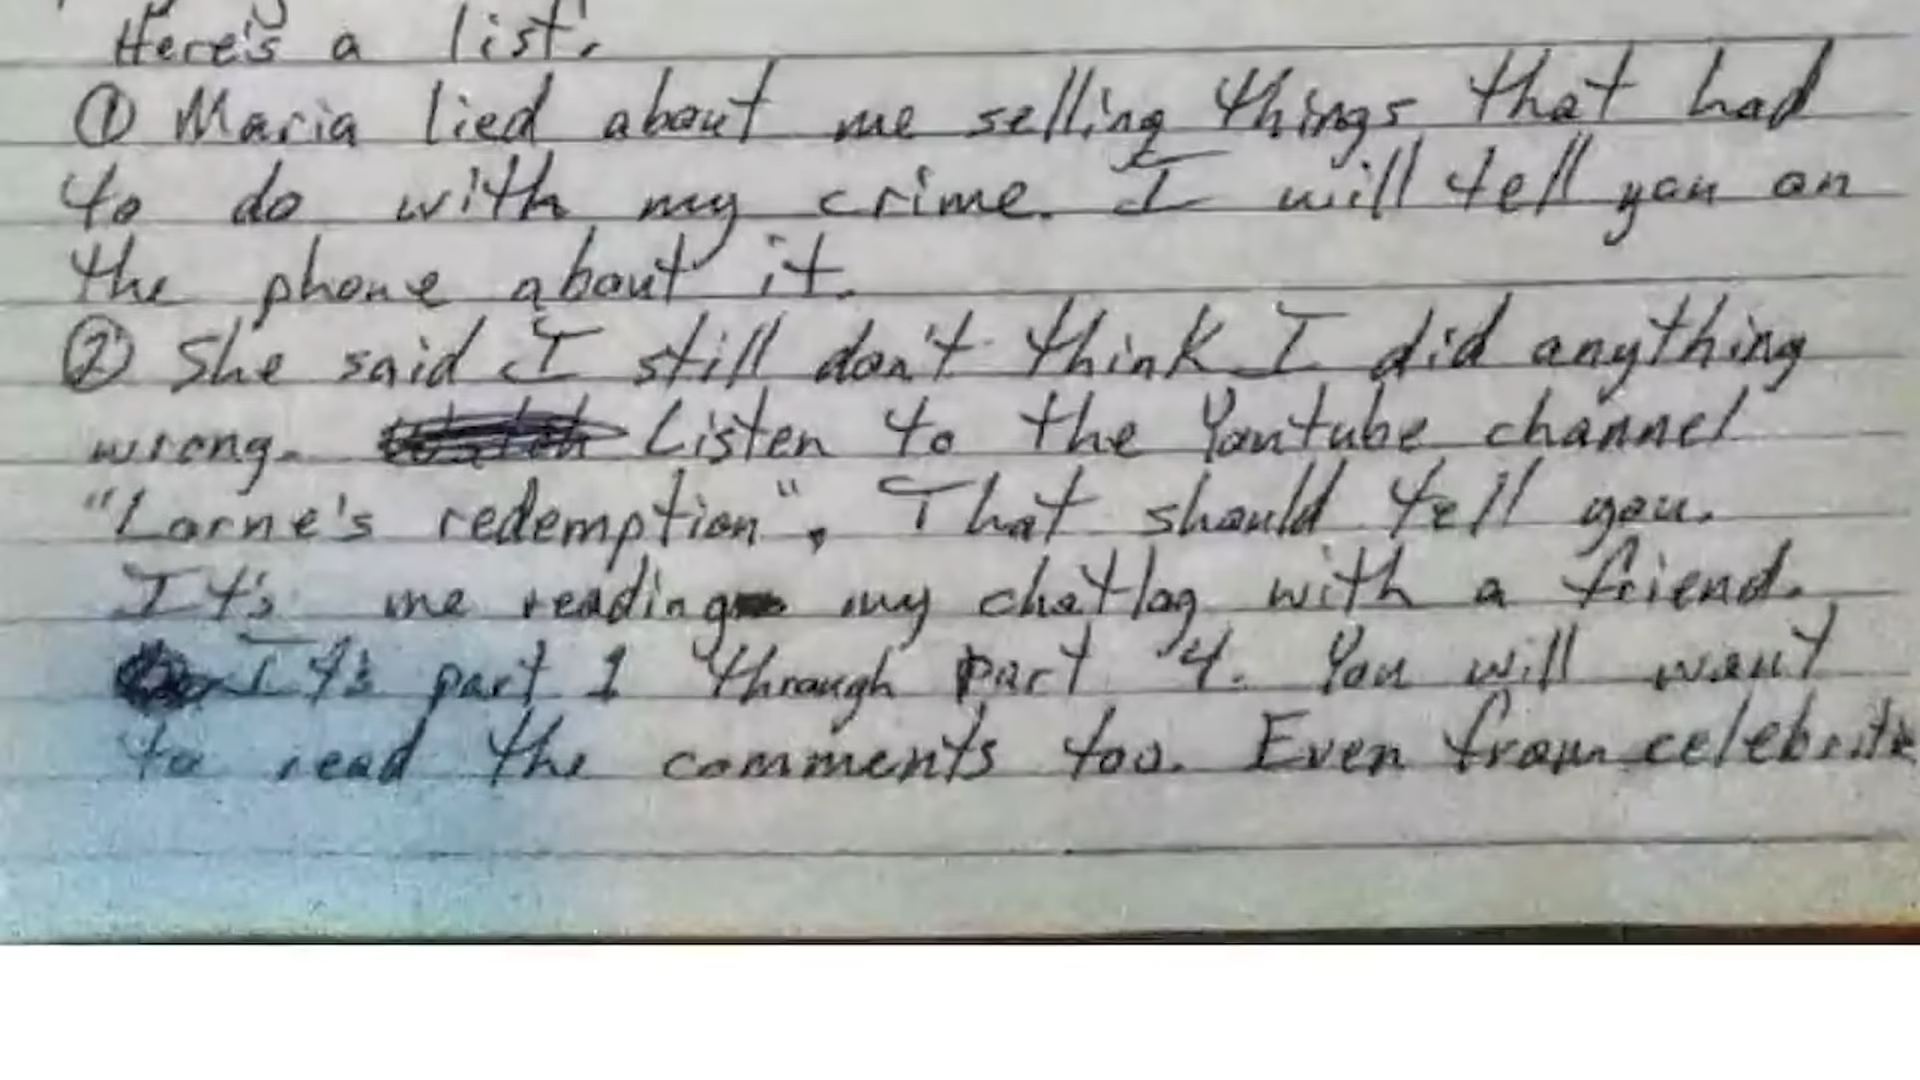 Here's a list.
① Maria lied about me selling things that had
to do with my crime. I will tell you on
the phone about it.
② She said I still don't think I did anything
wrong. Listen to the Youtube channel
"Lorne's redemption". That should tell you.
It's me reading my chatlog with a friend.
It's part 1 through part 4. You will want
to read the comments too. Even from